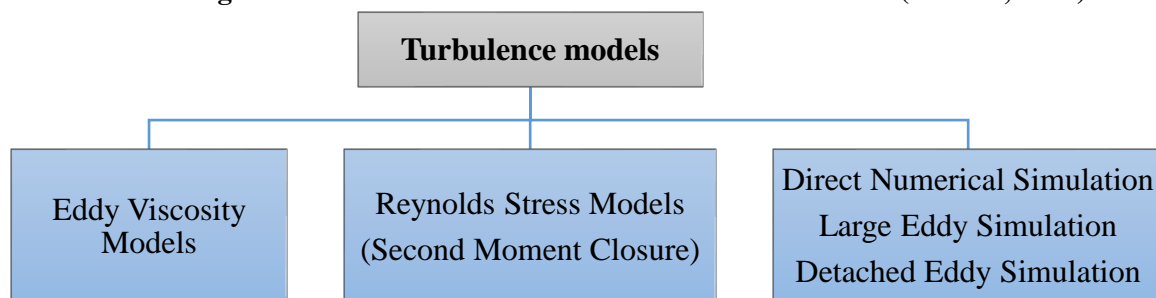 Turbulence models
Eddy Viscosity
Models
Reynolds Stress Models
(Second Moment Closure)
Direct Numerical Simulation
Large Eddy Simulation
Detached Eddy Simulation